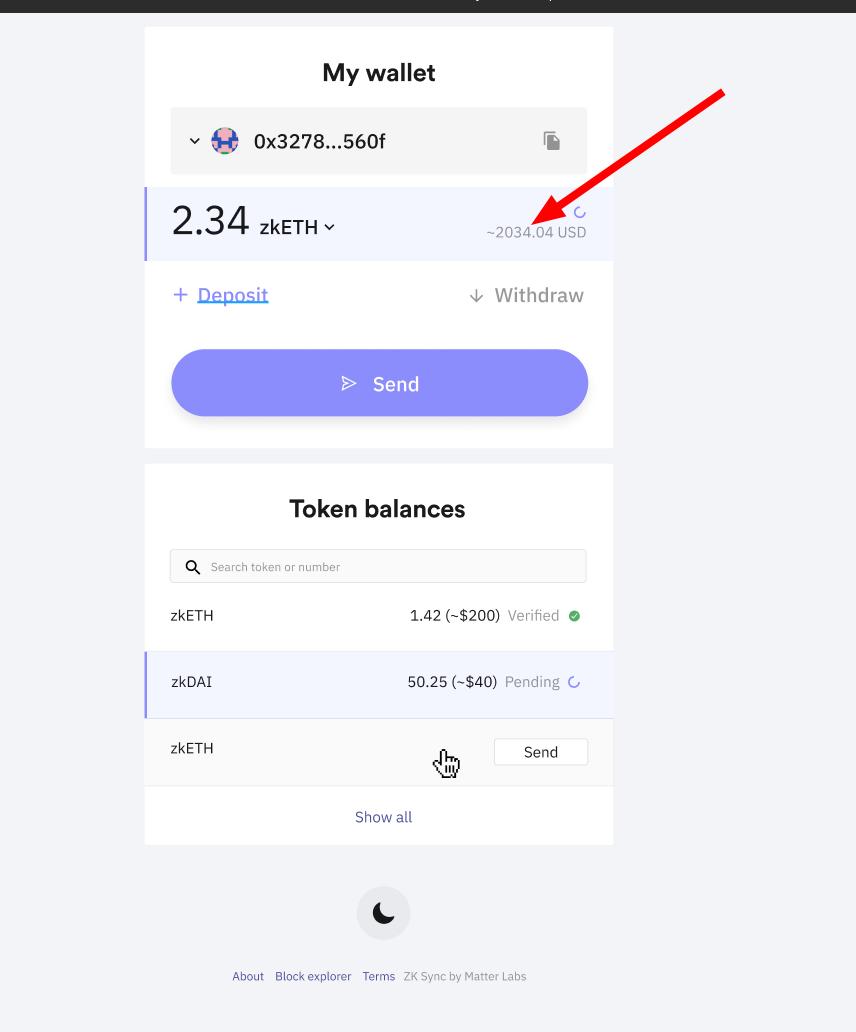 My wallet
0x3278...560f
2.34 zkETH
~2034.04 USD
+ Deposit
Withdraw
Send
Token balances
Search token or number
zkETH 1.42 (~$200) Verified
zkDAI 50.25 (~$40) Pending
zkETH Send
Show all
About Block explorer Terms ZK Sync by Matter Labs